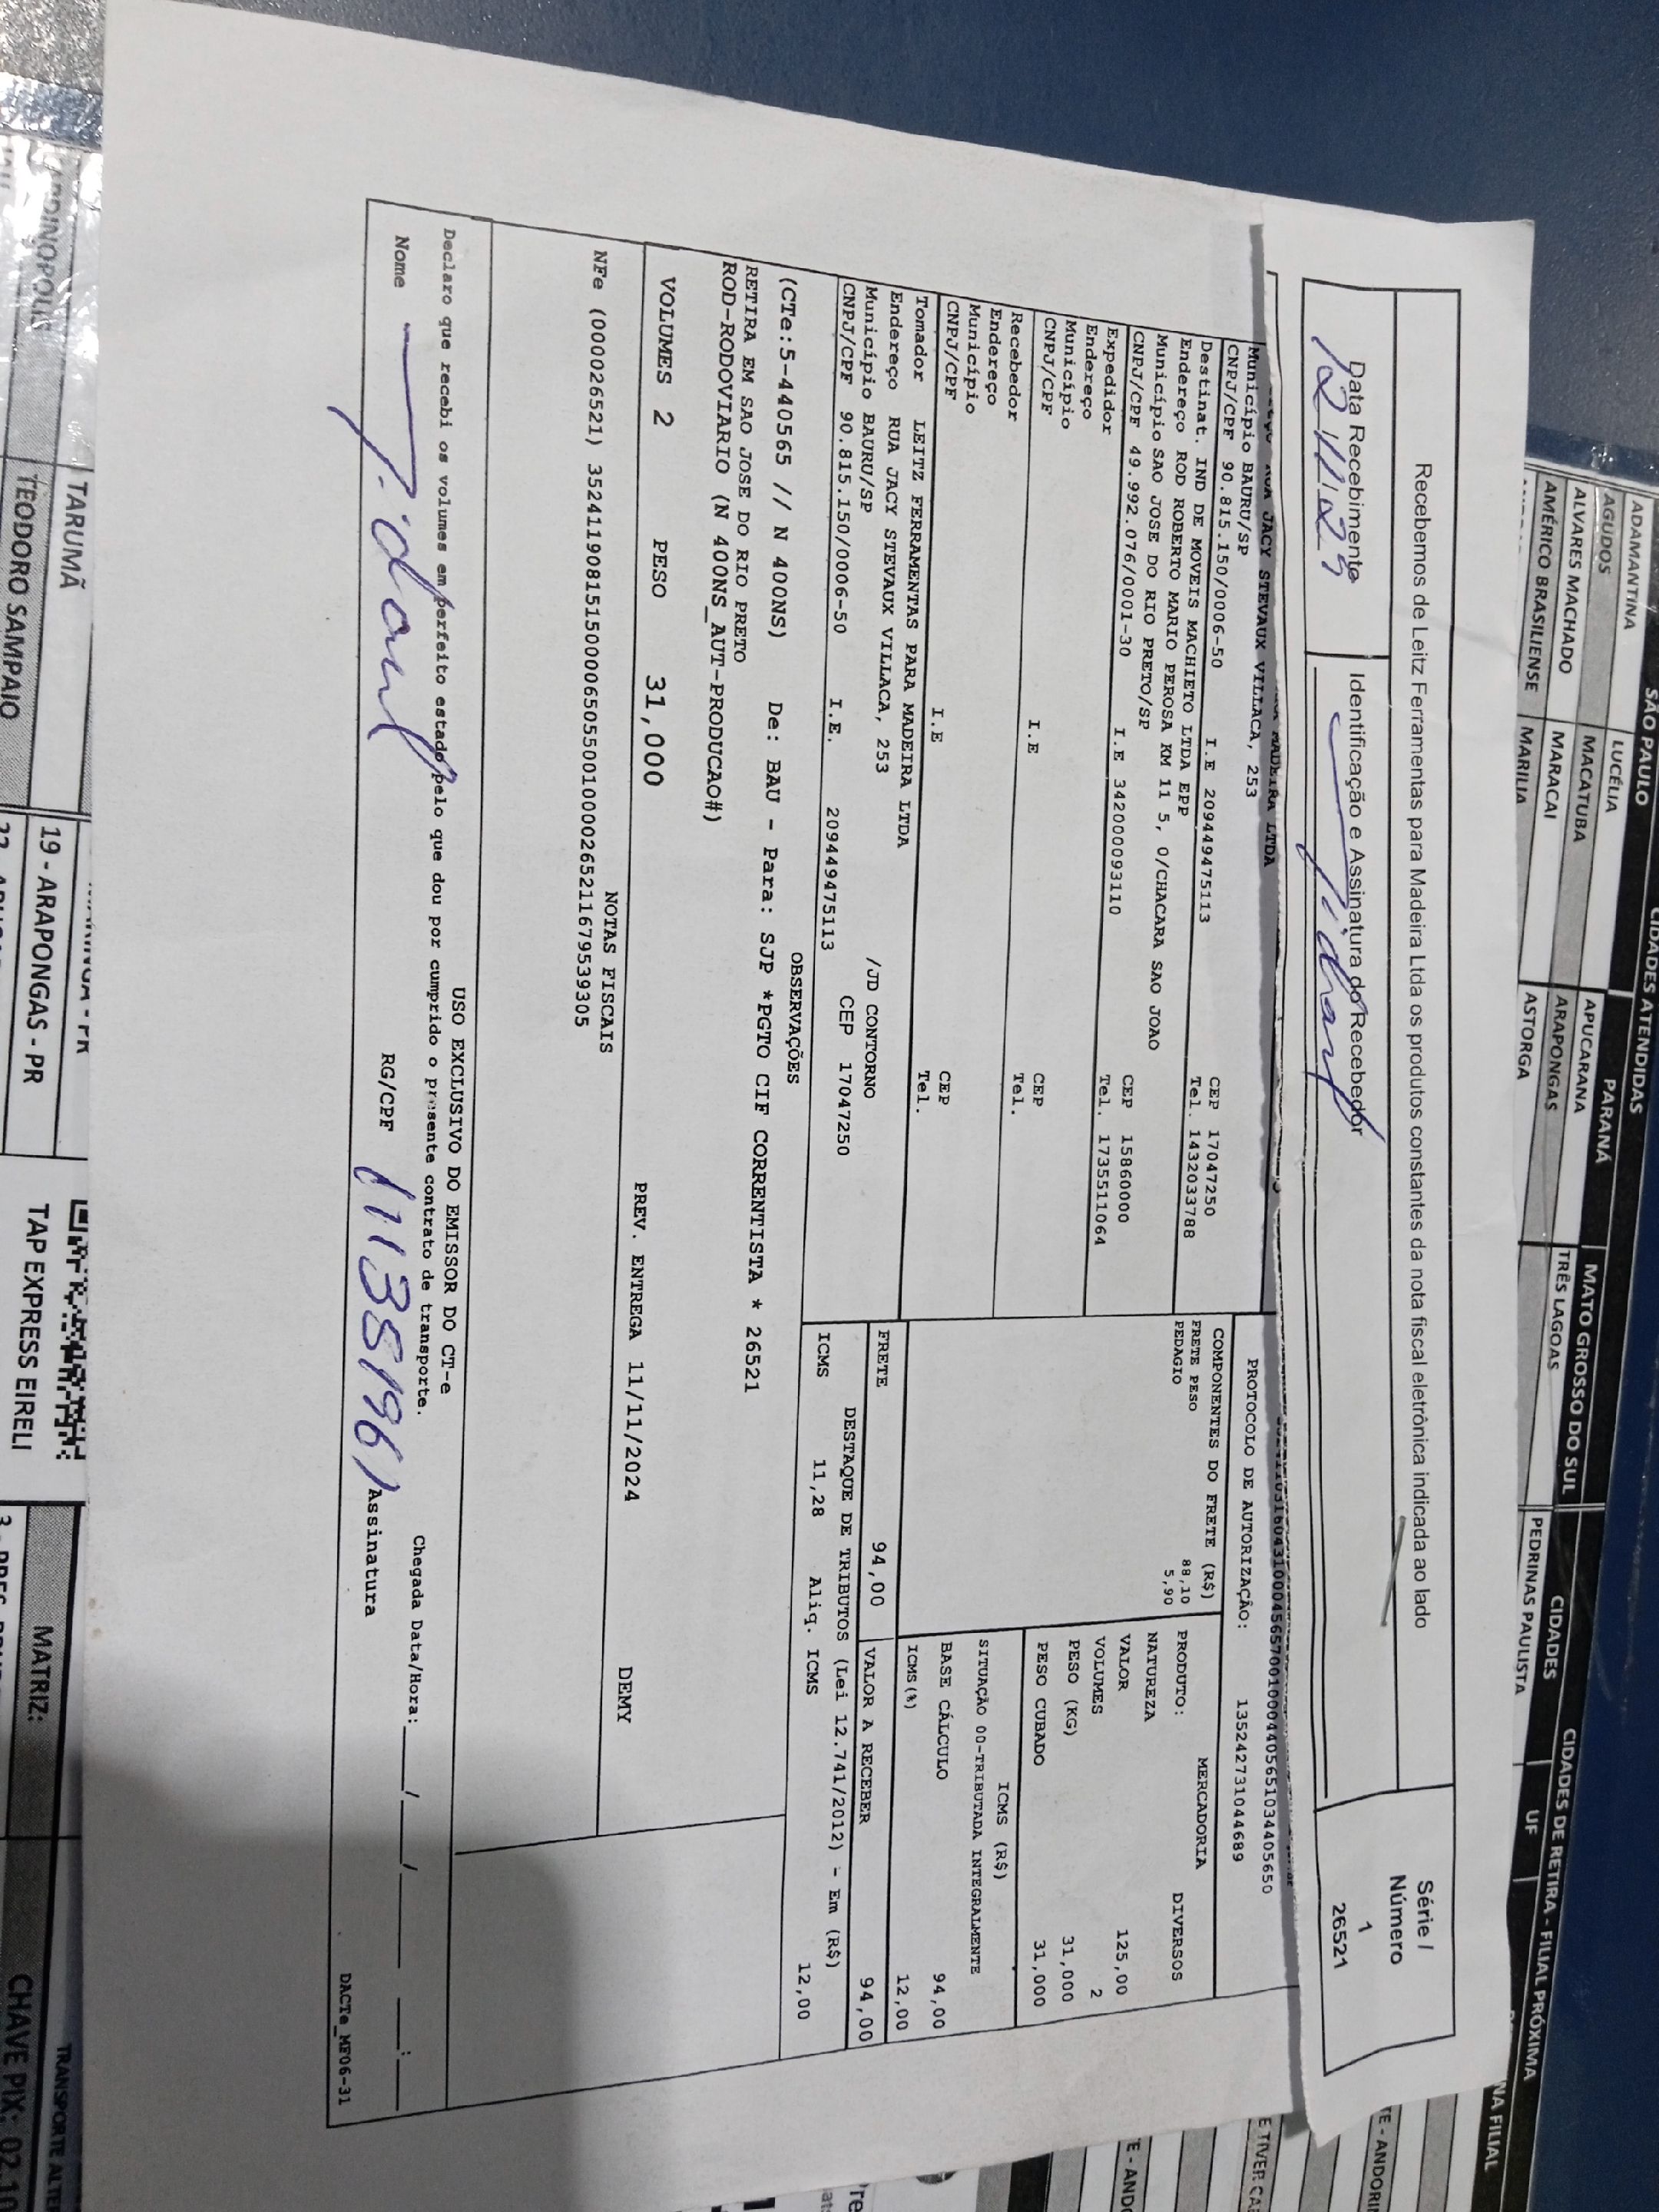 Recebemos de Leitz Ferramentas para Madeira Ltda os produtos constantes da nota fiscal eletrônica indicada ao lado
Série /
Número
1
26521
Data Recebimento
Identificação e Assinatura do Recebedor
RUA JACY STEVAUX VILLACA, 253
Município BAURU/SP
CNPJ/CPF 90.815.150/0006-50 I.E 209449475113 CEP 17047250
Tel. 1432033788
Destinat. IND DE MOVEIS MACHIETO LTDA EPP
Endereço ROD ROBERTO MARIO PEROSA KM 11 5, 0/CHACARA SAO JOAO
Município SAO JOSE DO RIO PRETO/SP CEP 15860000
CNPJ/CPF 49.992.076/0001-30 I.E 342000093110 Tel. 1735511064
Expedidor
Endereço
Município CEP
CNPJ/CPF I.E Tel.
Recebedor
Endereço
Município CEP
CNPJ/CPF I.E Tel.
Tomador LEITZ FERRAMENTAS PARA MADEIRA LTDA
Endereço RUA JACY STEVAUX VILLACA, 253 /JD CONTORNO
Município BAURU/SP CEP 17047250
CNPJ/CPF 90.815.150/0006-50 I.E. 209449475113
PROTOCOLO DE AUTORIZAÇÃO: 135242731044689
COMPONENTES DO FRETE (R$)
FRETE PESO 88,10
PEDAGIO 5,90
MERCADORIA
PRODUTO: DIVERSOS
NATUREZA
VALOR 125,00
VOLUMES 2
PESO (KG) 31,000
PESO CUBADO 31,000
ICMS (R$)
SITUAÇÃO 00-TRIBUTADA INTEGRALMENTE
BASE CÁLCULO 94,00
ICMS(%) 12,00
FRETE 94,00
VALOR A RECEBER 94,00
DESTAQUE DE TRIBUTOS (Lei 12.741/2012) - Em (R$)
ICMS 11,28 Aliq. ICMS 12,00
OBSERVAÇÕES
(CTe:5-440565 // N 400NS) De: BAU - Para: SJP *PGTO CIF CORRENTISTA * 26521
RETIRA EM SAO JOSE DO RIO PRETO
ROD-RODOVIARIO (N 400NS_AUT-PRODUCAO#)
VOLUMES 2 PESO 31,000 PREV. ENTREGA 11/11/2024 DEMY
NOTAS FISCAIS
NFe (000026521) 35241190815150000650550010000265211679539305
USO EXCLUSIVO DO EMISSOR DO CT-e
Declaro que recebi os volumes em perfeito estado pelo que dou por cumprido o presente contrato de transporte.
Chegada Data/Hora:___/___/____ __:__
Nome RG/CPF Assinatura
DACTe_MF06-31
CIDADES ATENDIDAS
SÃO PAULO
PARANÁ
MATO GROSSO DO SUL
ADAMANTINA
LUCÉLIA
APUCARANA
TRÊS LAGOAS
AGUDOS
MACATUBA
ARAPONGAS
ALVARES MACHADO
MARACAI
ASTORGA
AMÉRICO BRASILIENSE
MARILIA
CIDADES DE RETIRA - FILIAL PRÓXIMA
CIDADES
UF
PEDRINAS PAULISTA
TARUMÃ
TEODORO SAMPAIO
19 - ARAPONGAS - PR
TAP EXPRESS EIRELI
MATRIZ:
CHAVE PIX: 02.10